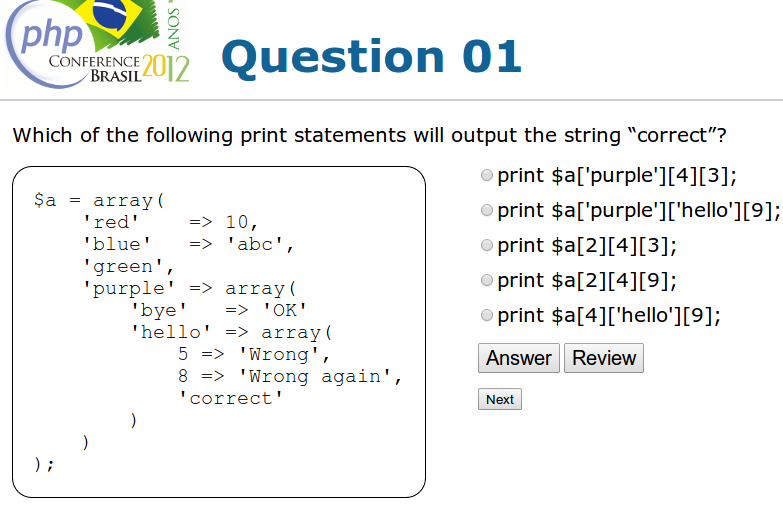 php
CONFERENCE
BRASIL 2012
ANOS
Question 01
Which of the following print statements will output the string “correct”?
$a = array(
    'red'    => 10,
    'blue'   => 'abc',
    'green',
    'purple' => array(
        'bye'   => 'OK'
        'hello' => array(
            5 => 'Wrong',
            8 => 'Wrong again',
            'correct'
        )
    )
);
print $a['purple'][4][3];
print $a['purple']['hello'][9];
print $a[2][4][3];
print $a[2][4][9];
print $a[4]['hello'][9];
Answer Review
Next